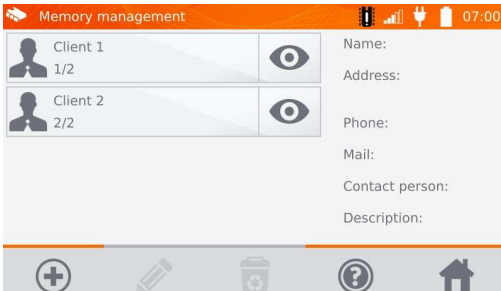 Memory management
07:00
Client 1
1/2
Client 2
2/2
Name:
Address:
Phone:
Mail:
Contact person:
Description: